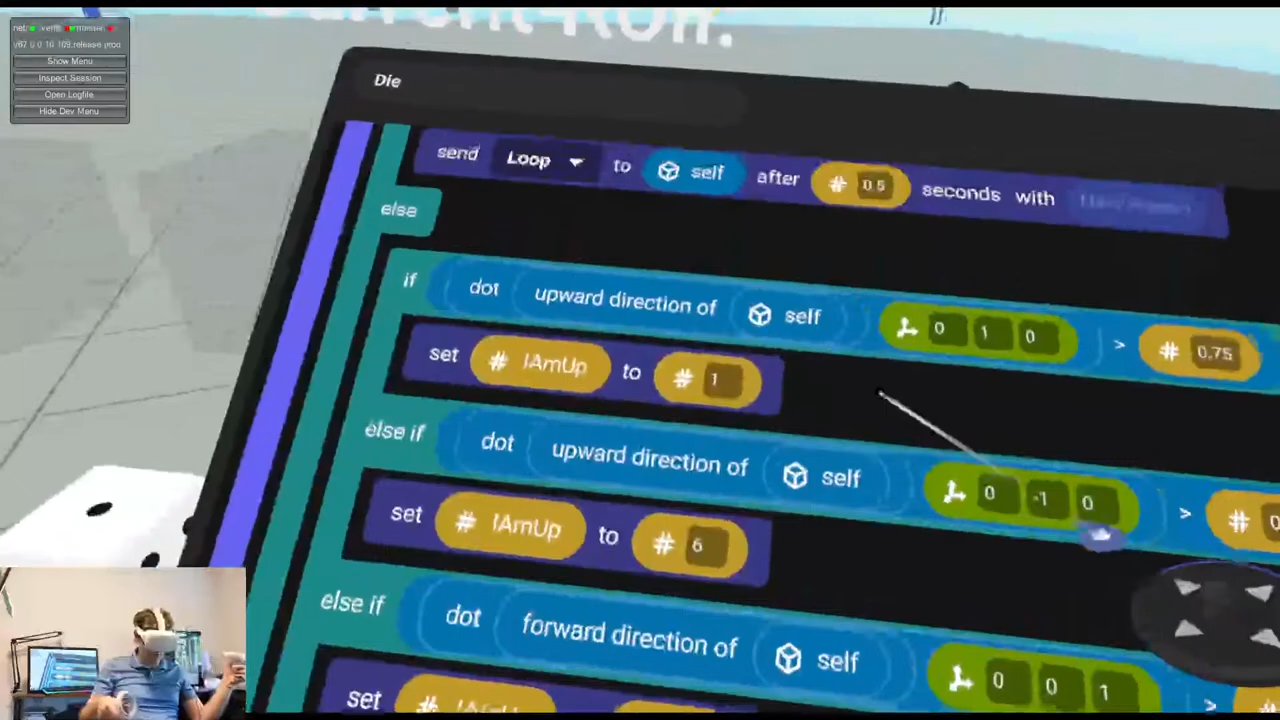 Show Menu
Inspect Session
Open Logfile
Hide Dev Menu
Die
send Loop to self after # 0.5 seconds with
else
if dot upward direction of self 0 1 0 > # 0.75
set # IAmUp to # 1
else if dot upward direction of self 0 -1 0 > #
set # IAmUp to # 6
else if dot forward direction of self 0 0 1 > #
set